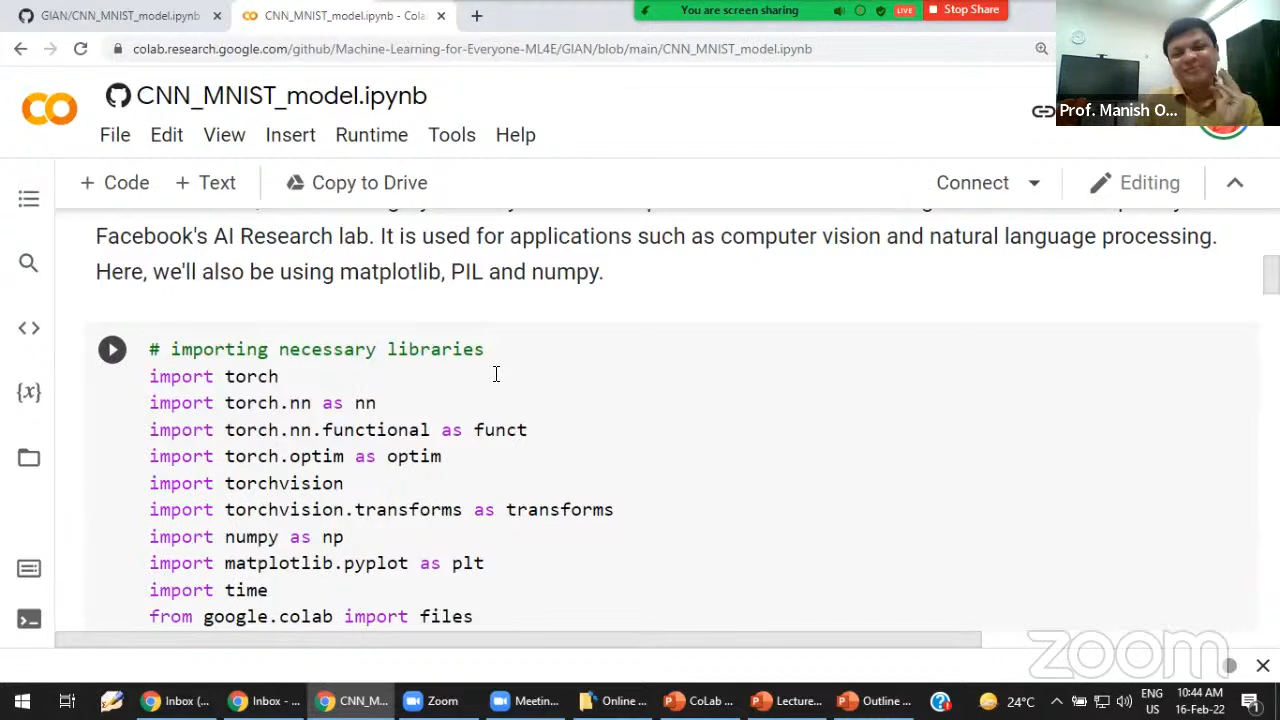 GIAN/CNN_MNIST_model.ipynb
CNN_MNIST_model.ipynb - Cola
You are screen sharing
LIVE
Stop Share
colab.research.google.com/github/Machine-Learning-for-Everyone-ML4E/GIAN/blob/main/CNN_MNIST_model.ipynb
CNN_MNIST_model.ipynb
Prof. Manish O...
File Edit View Insert Runtime Tools Help
+ Code + Text Copy to Drive Connect Editing
Facebook's AI Research lab. It is used for applications such as computer vision and natural language processing.
Here, we'll also be using matplotlib, PIL and numpy.
# importing necessary libraries
import torch
import torch.nn as nn
import torch.nn.functional as funct
import torch.optim as optim
import torchvision
import torchvision.transforms as transforms
import numpy as np
import matplotlib.pyplot as plt
import time
from google.colab import files
zoom
Inbox (... Inbox - ... CNN_M... Zoom Meetin... Online ... CoLab ... Lecture... Outline ... 24°C ENG 10:44 AM
US 16-Feb-22